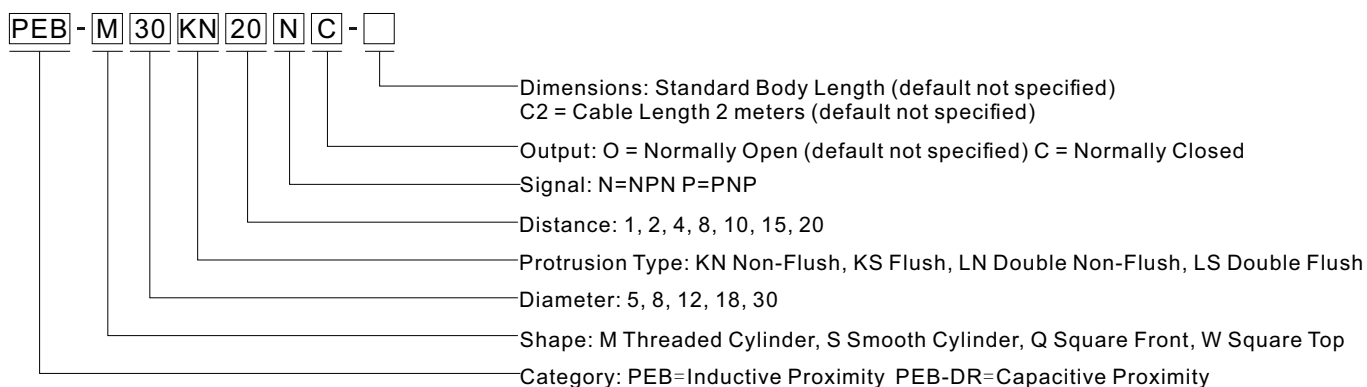 PEB - M 30 KN 20 N C -
Dimensions: Standard Body Length (default not specified)
C2 = Cable Length 2 meters (default not specified)
Output: O = Normally Open (default not specified) C = Normally Closed
Signal: N=NPN P=PNP
Distance: 1, 2, 4, 8, 10, 15, 20
Protrusion Type: KN Non-Flush, KS Flush, LN Double Non-Flush, LS Double Flush
Diameter: 5, 8, 12, 18, 30
Shape: M Threaded Cylinder, S Smooth Cylinder, Q Square Front, W Square Top
Category: PEB=Inductive Proximity PEB-DR=Capacitive Proximity